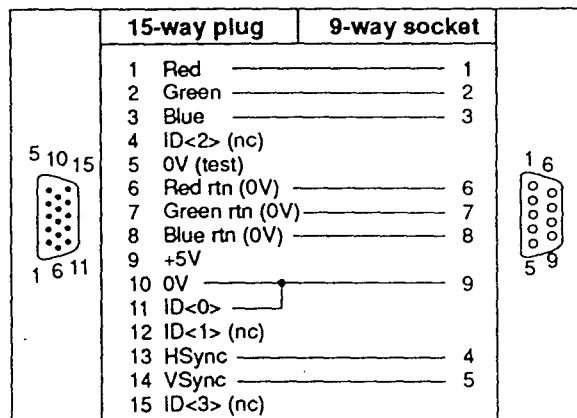 15-way plug 9-way socket
1 Red 1
2 Green 2
3 Blue 3
4 ID<2> (nc)
5 0V (test)
6 Red rtn (0V) 6
7 Green rtn (0V) 7
8 Blue rtn (0V) 8
9 +5V
10 0V 9
11 ID<0>
12 ID<1> (nc)
13 HSync 4
14 VSync 5
15 ID<3> (nc)
5 10 15
1 6 11
1 6
5 9